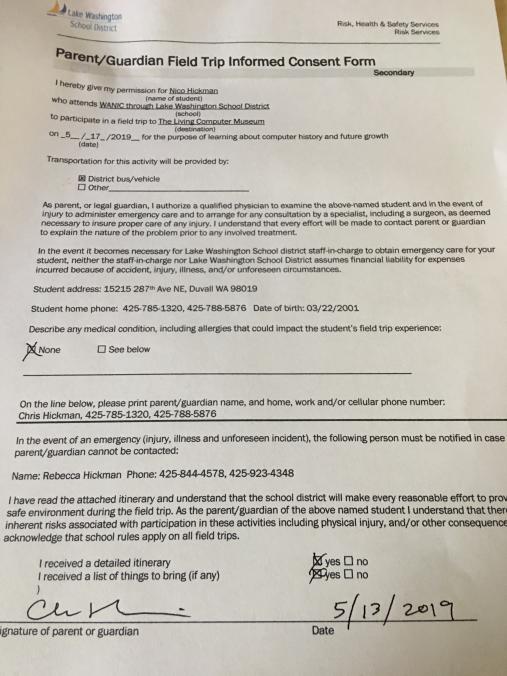 Lake Washington
School District
Risk, Health & Safety Services
Risk Services
Parent/Guardian Field Trip Informed Consent Form
Secondary
I hereby give my permission for Nico Hickman
(name of student)
who attends WANIC through Lake Washington School District
(school)
to participate in a field trip to The Living Computer Museum
(destination)
on _5__/_17_/2019__ for the purpose of learning about computer history and future growth
(date)
Transportation for this activity will be provided by:
☒ District bus/vehicle
☐ Other
As parent, or legal guardian, I authorize a qualified physician to examine the above-named student and in the event of
injury to administer emergency care and to arrange for any consultation by a specialist, including a surgeon, as deemed
necessary to insure proper care of any injury. I understand that every effort will be made to contact parent or guardian
to explain the nature of the problem prior to any involved treatment.
In the event it becomes necessary for Lake Washington School district staff-in-charge to obtain emergency care for your
student, neither the staff-in-charge nor Lake Washington School District assumes financial liability for expenses
incurred because of accident, injury, illness, and/or unforeseen circumstances.
Student address: 15215 287th Ave NE, Duvall WA 98019
Student home phone: 425-785-1320, 425-788-5876 Date of birth: 03/22/2001
Describe any medical condition, including allergies that could impact the student's field trip experience:
☒ None ☐ See below
On the line below, please print parent/guardian name, and home, work and/or cellular phone number:
Chris Hickman, 425-785-1320, 425-788-5876
In the event of an emergency (injury, illness and unforeseen incident), the following person must be notified in case
parent/guardian cannot be contacted:
Name: Rebecca Hickman Phone: 425-844-4578, 425-923-4348
I have read the attached itinerary and understand that the school district will make every reasonable effort to prov
safe environment during the field trip. As the parent/guardian of the above named student I understand that ther
inherent risks associated with participation in these activities including physical injury, and/or other consequence
acknowledge that school rules apply on all field trips.
I received a detailed itinerary ☒ yes ☐ no
I received a list of things to bring (if any) ☒ yes ☐ no
)
5/13/2019
ignature of parent or guardian Date